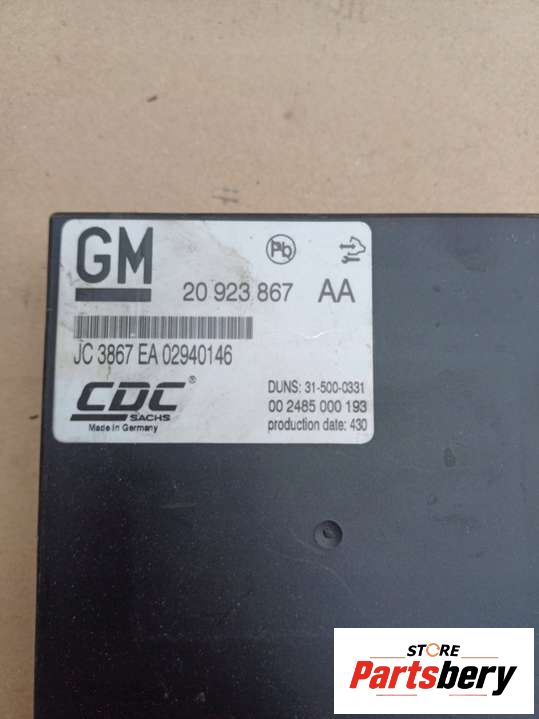 GM
Pb
20 923 867 AA
JC 3867 EA 02940146
CDC®
SACHS
Made in Germany
DUNS: 31-500-0331
00 2485 000 193
production date: 430
STORE
Partsbery